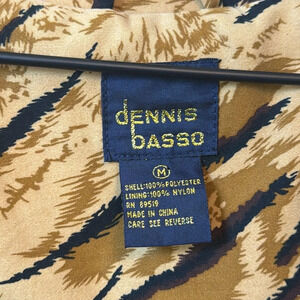 dENNIS
bASSO
M
SHELL:100%POLYESTER
LINING:100% NYLON
RN 89519
MADE IN CHINA
CARE SEE REVERSE